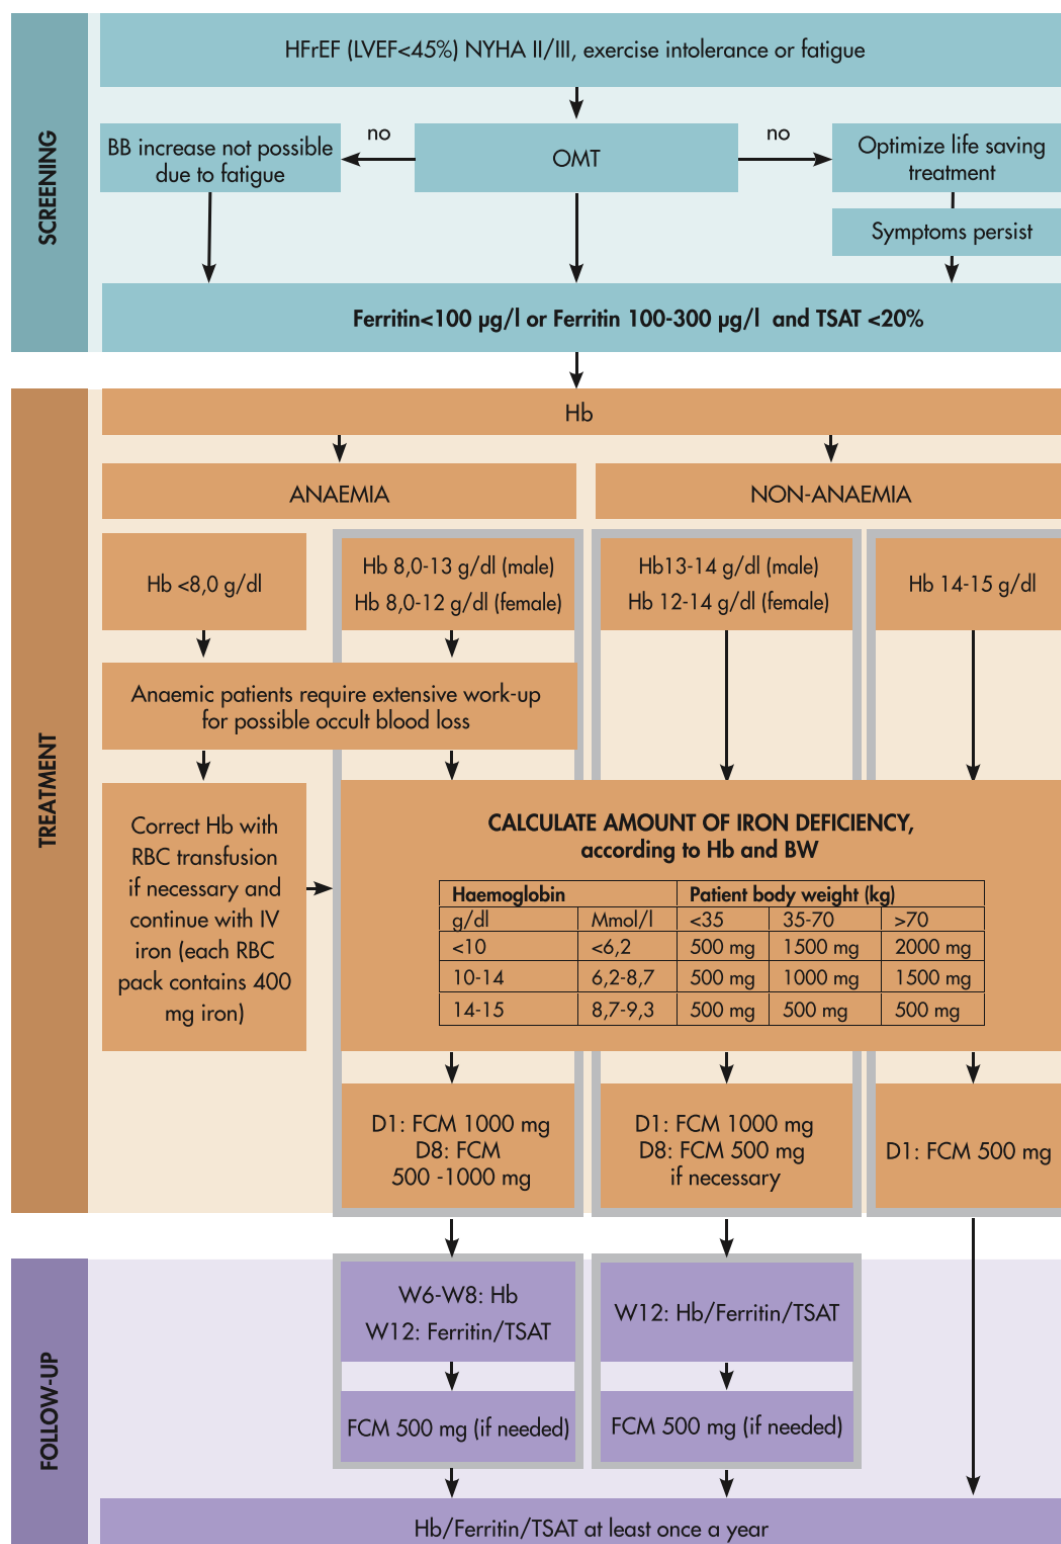 SCREENING
HFrEF (LVEF<45%) NYHA II/III, exercise intolerance or fatigue
BB increase not possible
due to fatigue
no
OMT
no
Optimize life saving
treatment
Symptoms persist
Ferritin<100 µg/l or Ferritin 100-300 µg/l and TSAT <20%
TREATMENT
Hb
ANAEMIA
NON-ANAEMIA
Hb <8,0 g/dl
Hb 8,0-13 g/dl (male)
Hb 8,0-12 g/dl (female)
Hb13-14 g/dl (male)
Hb 12-14 g/dl (female)
Hb 14-15 g/dl
Anaemic patients require extensive work-up
for possible occult blood loss
Correct Hb with
RBC transfusion
if necessary and
continue with IV
iron (each RBC
pack contains 400
mg iron)
CALCULATE AMOUNT OF IRON DEFICIENCY,
according to Hb and BW
Haemoglobin Patient body weight (kg)
g/dl Mmol/l <35 35-70 >70
<10 <6,2 500 mg 1500 mg 2000 mg
10-14 6,2-8,7 500 mg 1000 mg 1500 mg
14-15 8,7-9,3 500 mg 500 mg 500 mg
D1: FCM 1000 mg
D8: FCM
500 -1000 mg
D1: FCM 1000 mg
D8: FCM 500 mg
if necessary
D1: FCM 500 mg
FOLLOW-UP
W6-W8: Hb
W12: Ferritin/TSAT
W12: Hb/Ferritin/TSAT
FCM 500 mg (if needed)
FCM 500 mg (if needed)
Hb/Ferritin/TSAT at least once a year